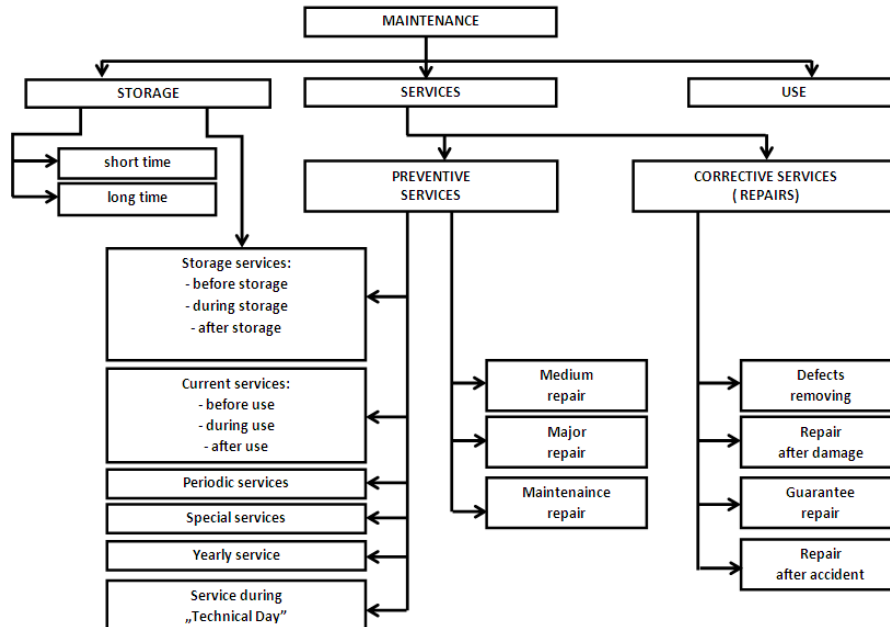 MAINTENANCE
STORAGE
SERVICES
USE
short time
long time
PREVENTIVE
SERVICES
CORRECTIVE SERVICES
( REPAIRS)
Storage services:
- before storage
- during storage
- after storage
Current services:
- before use
- during use
- after use
Periodic services
Special services
Yearly service
Service during
„Technical Day”
Medium
repair
Major
repair
Maintenaince
repair
Defects
removing
Repair
after damage
Guarantee
repair
Repair
after accident